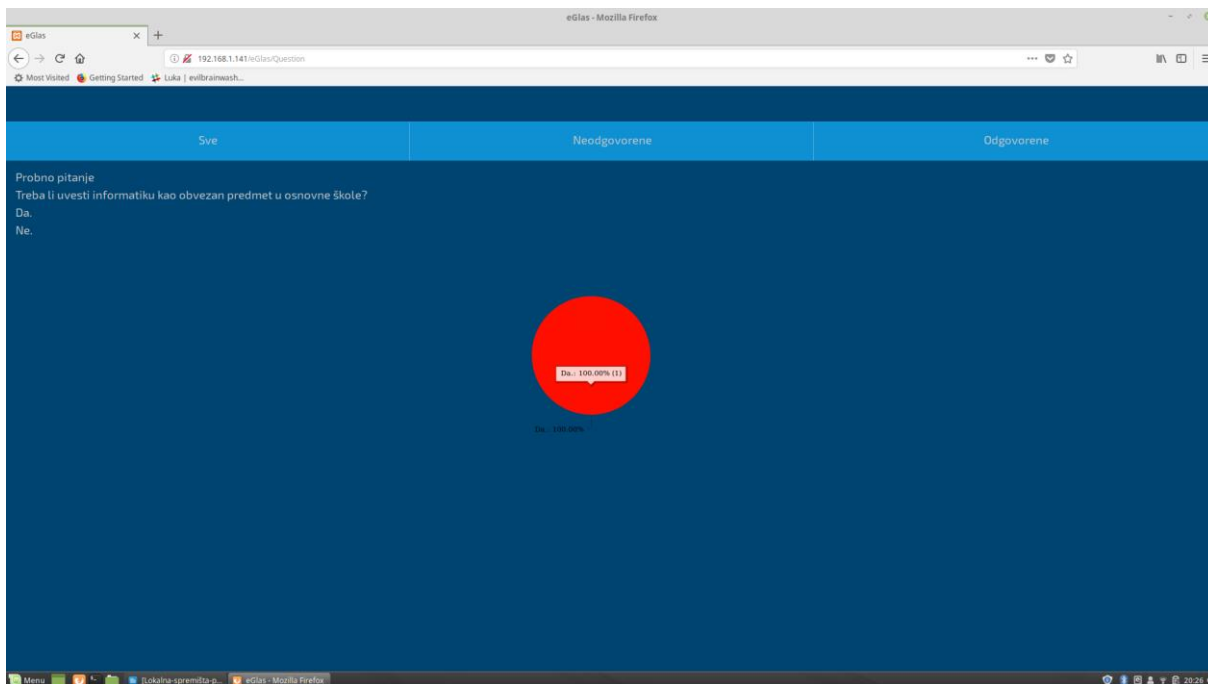 eGlas - Mozilla Firefox
eGlas
192.168.1.141/eGlas/Question
Most Visited Getting Started Luka | evilbrainwash...
Sve Neodgovorene Odgovorene
Probno pitanje
Treba li uvesti informatiku kao obvezan predmet u osnovne škole?
Da.
Ne.
Da.: 100.00% (1)
Da.: 100.00%
Menu [Lokalna-spremišta-p... eGlas - Mozilla Firefox 20:26